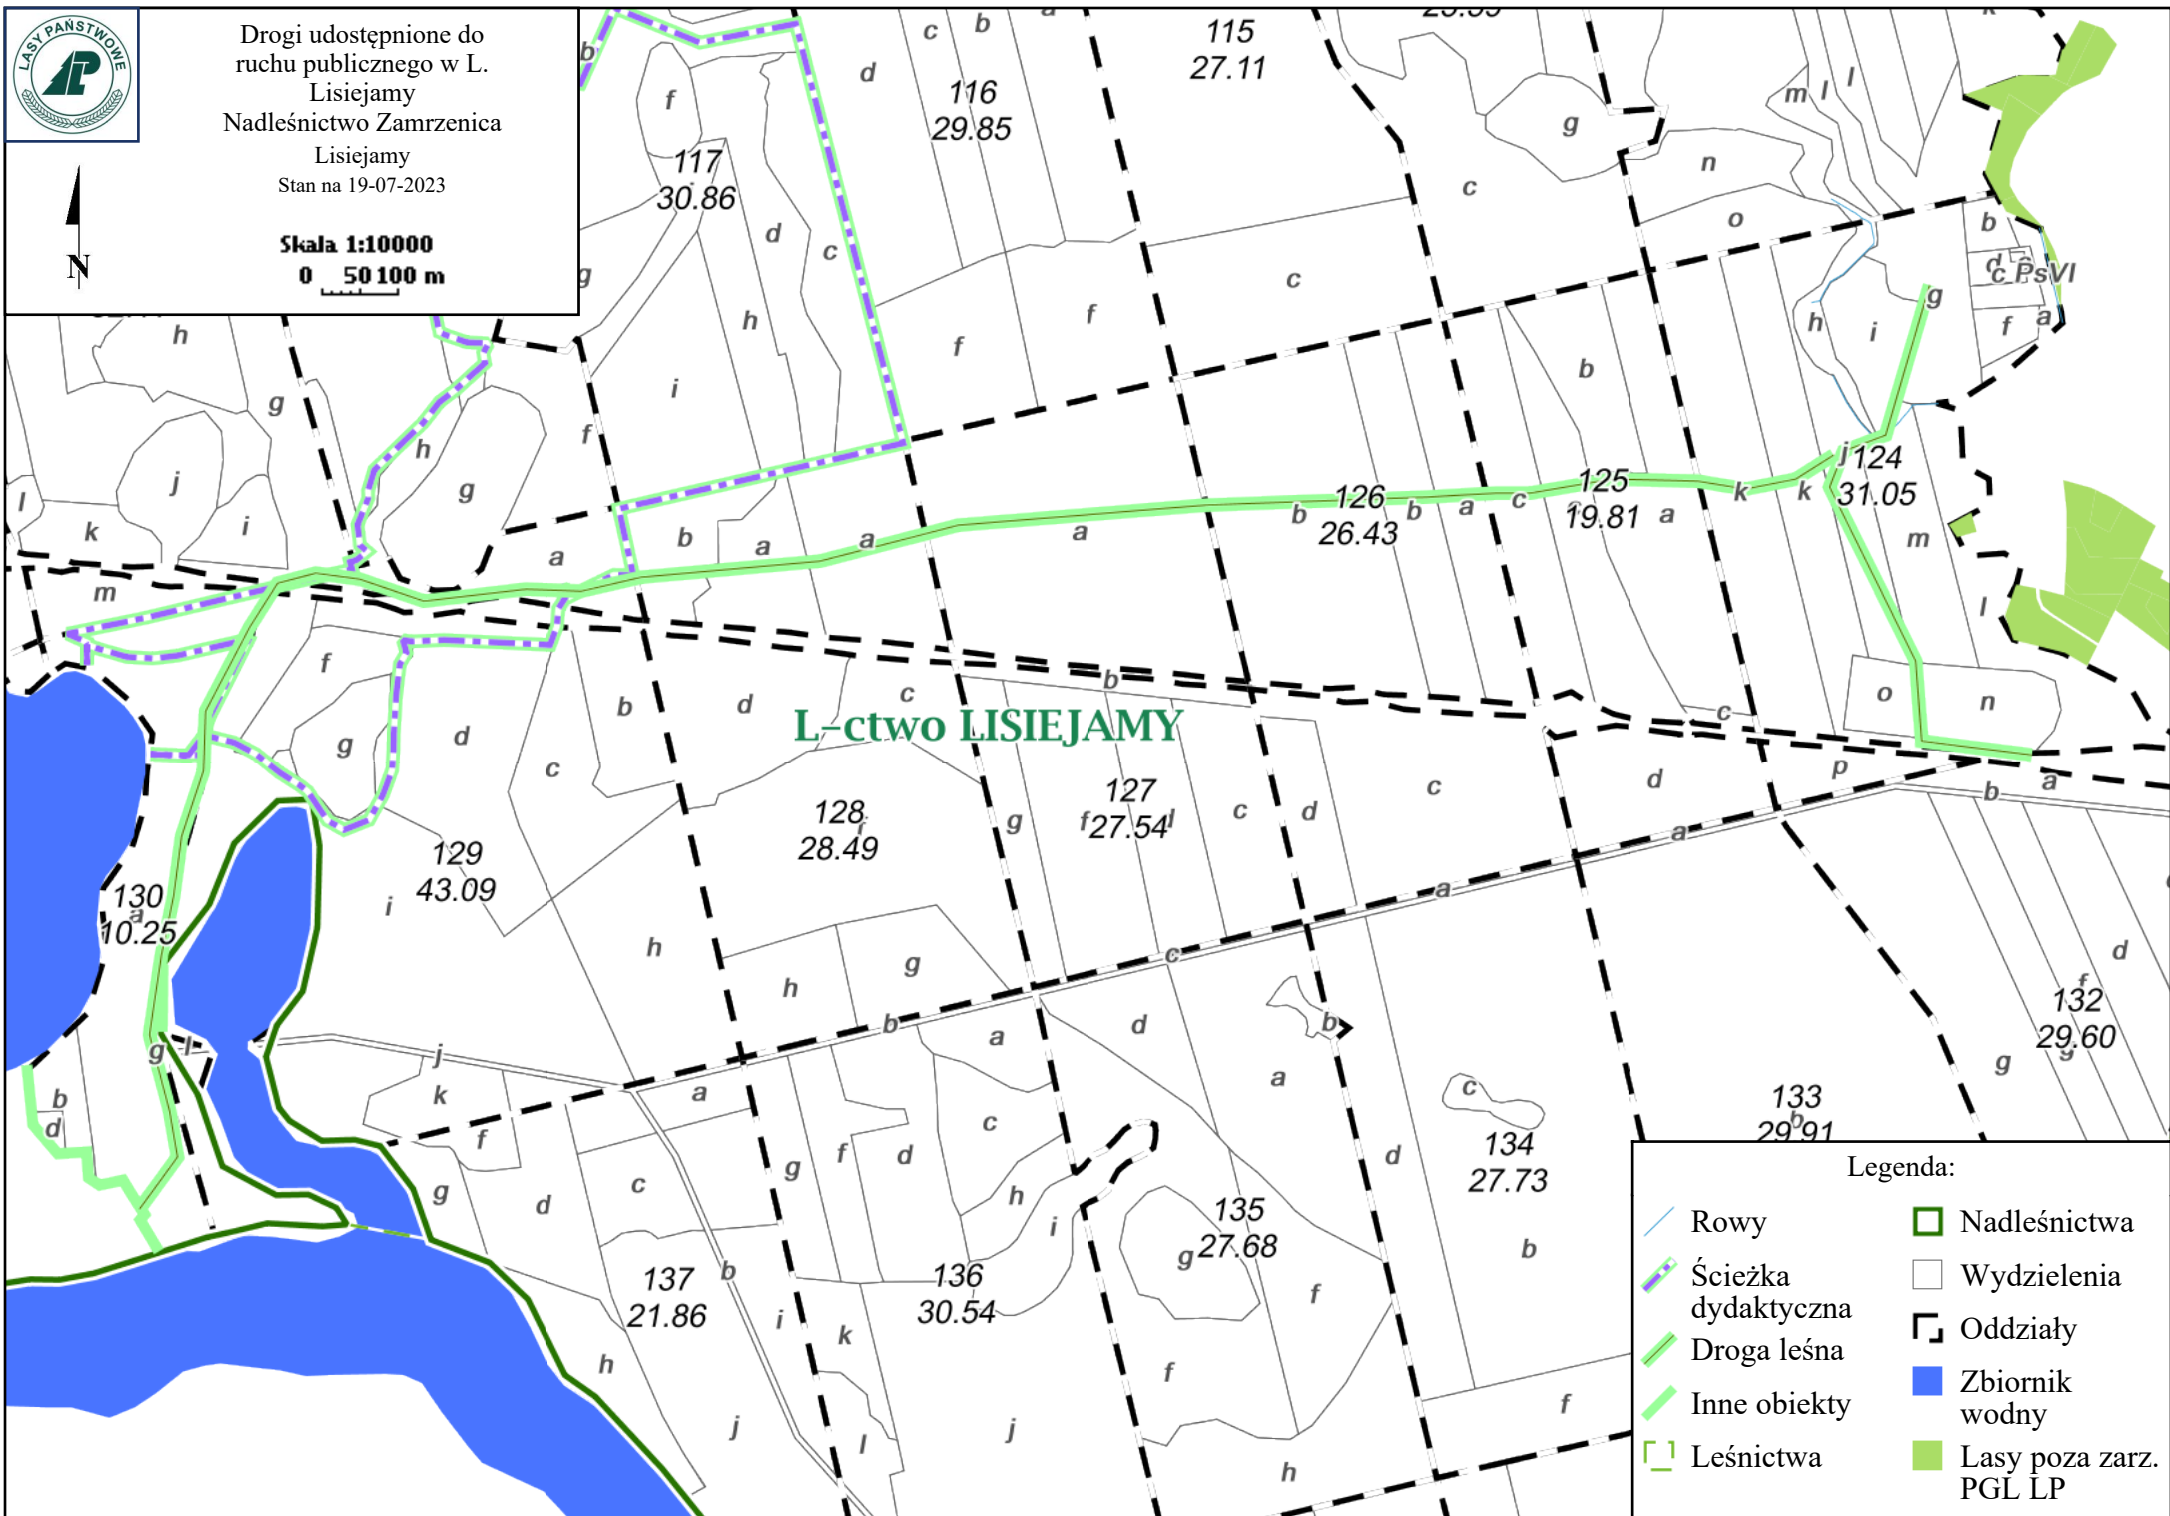 LASY PAŃSTWOWE
Drogi udostępnione do
ruchu publicznego w L.
Lisiejamy
Nadleśnictwo Zamrzenica
Lisiejamy
Stan na 19-07-2023
N
Skala 1:10000
0 50 100 m
b
f
117
30.86
d
c
g
h
i
d
c
b
116
29.85
f
f
115
27.11
c
c
g
n
o
m
l
l
b
d
c
PsVI
g
h
i
f
a
h
g
j
l
k
i
m
h
g
f
a
b
a
a
a
b
126
26.43
b
a
c
b
125
19.81
a
k
k
j
124
31.05
m
l
o
n
f
g
d
c
b
d
c
b
L-ctwo LISIEJAMY
c
p
a
b
d
c
d
c
127
27.54
f
d
g
128
28.49
f
129
43.09
i
130
10.25
a
h
h
g
b
c
a
a
d
f
132
29.60
g
g
133
29.91
b
g
l
j
k
f
b
d
g
d
a
c
g
f
d
a
c
h
i
d
a
b
c
134
27.73
d
b
135
27.68
g
f
136
30.54
137
21.86
b
i
k
h
j
l
j
f
h
f
Legenda:
Rowy
Ścieżka
dydaktyczna
Droga leśna
Inne obiekty
Leśnictwa
Nadleśnictwa
Wydzielenia
Oddziały
Zbiornik
wodny
Lasy poza zarz.
PGL LP